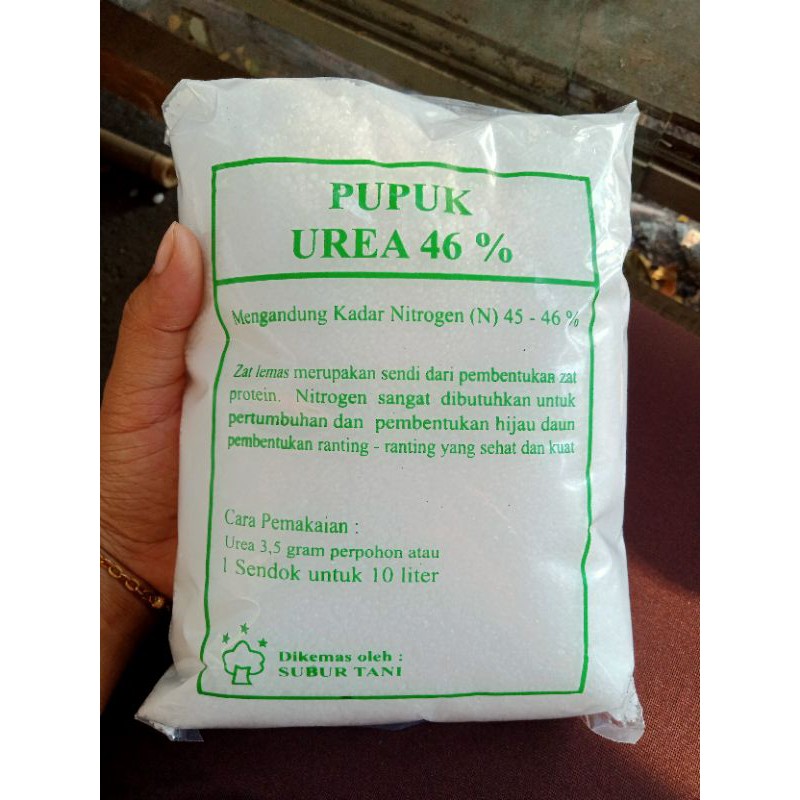 PUPUK
UREA 46 %
Mengandung Kadar Nitrogen (N) 45 - 46 %
Zat lemas merupakan sendi dari pembentukan zat
protein. Nitrogen sangat dibutuhkan untuk
pertumbuhan dan pembentukan hijau daun
pembentukan ranting - ranting yang sehat dan kuat
Cara Pemakaian :
Urea 3,5 gram perpohon atau
1 Sendok untuk 10 liter
Dikemas oleh :
SUBUR TANI